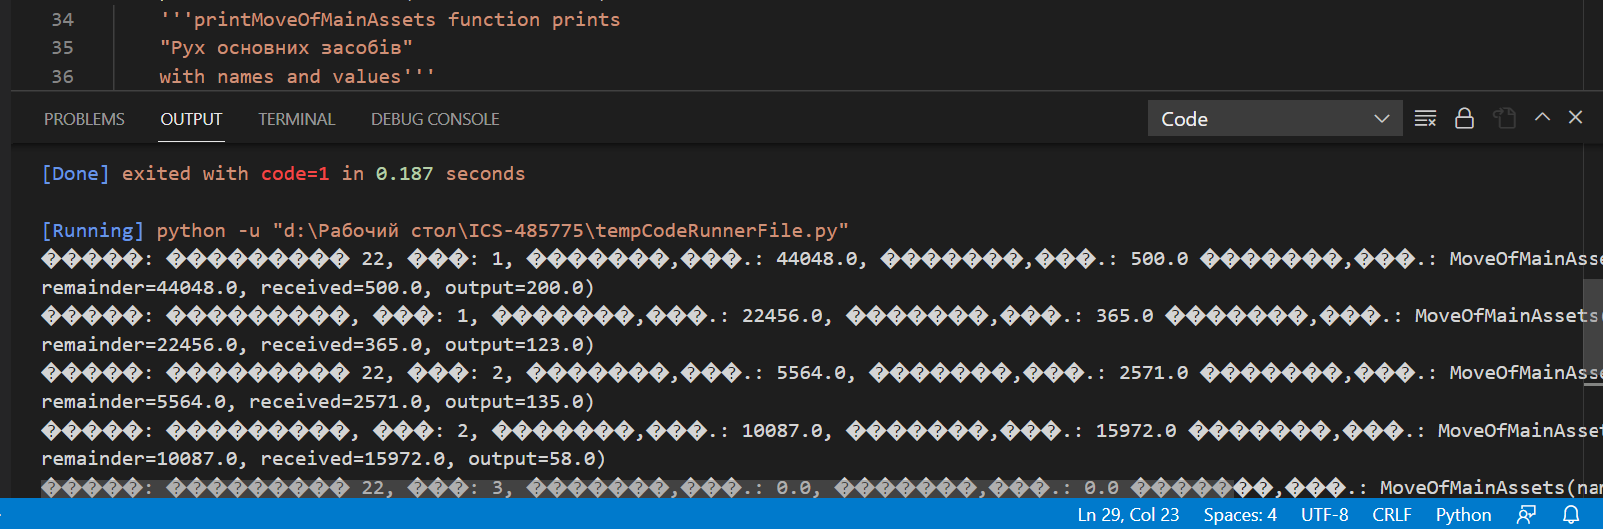 34 '''printMoveOfMainAssets function prints
35 "Рух основних засобів"
36 with names and values'''
PROBLEMS OUTPUT TERMINAL DEBUG CONSOLE Code
[Done] exited with code=1 in 0.187 seconds
[Running] python -u "d:\Рабочий стол\ICS-485775\tempCodeRunnerFile.py"
�����: ���������� 22, ���: 1, ��������,���.: 44048.0, ��������,���.: 500.0 ��������,���.: MoveOfMainAsse
remainder=44048.0, received=500.0, output=200.0)
�����: ����������, ���: 1, ��������,���.: 22456.0, ��������,���.: 365.0 ��������,���.: MoveOfMainAssets(
remainder=22456.0, received=365.0, output=123.0)
�����: ���������� 22, ���: 2, ��������,���.: 5564.0, ��������,���.: 2571.0 ��������,���.: MoveOfMainAsse
remainder=5564.0, received=2571.0, output=135.0)
�����: ����������, ���: 2, ��������,���.: 10087.0, ��������,���.: 15972.0 ��������,���.: MoveOfMainAsset
remainder=10087.0, received=15972.0, output=58.0)
�����: ���������� 22, ���: 3, ��������,���.: 0.0, ��������,���.: 0.0 ��������,���.: MoveOfMainAssets(nam
Ln 29, Col 23 Spaces: 4 UTF-8 CRLF Python